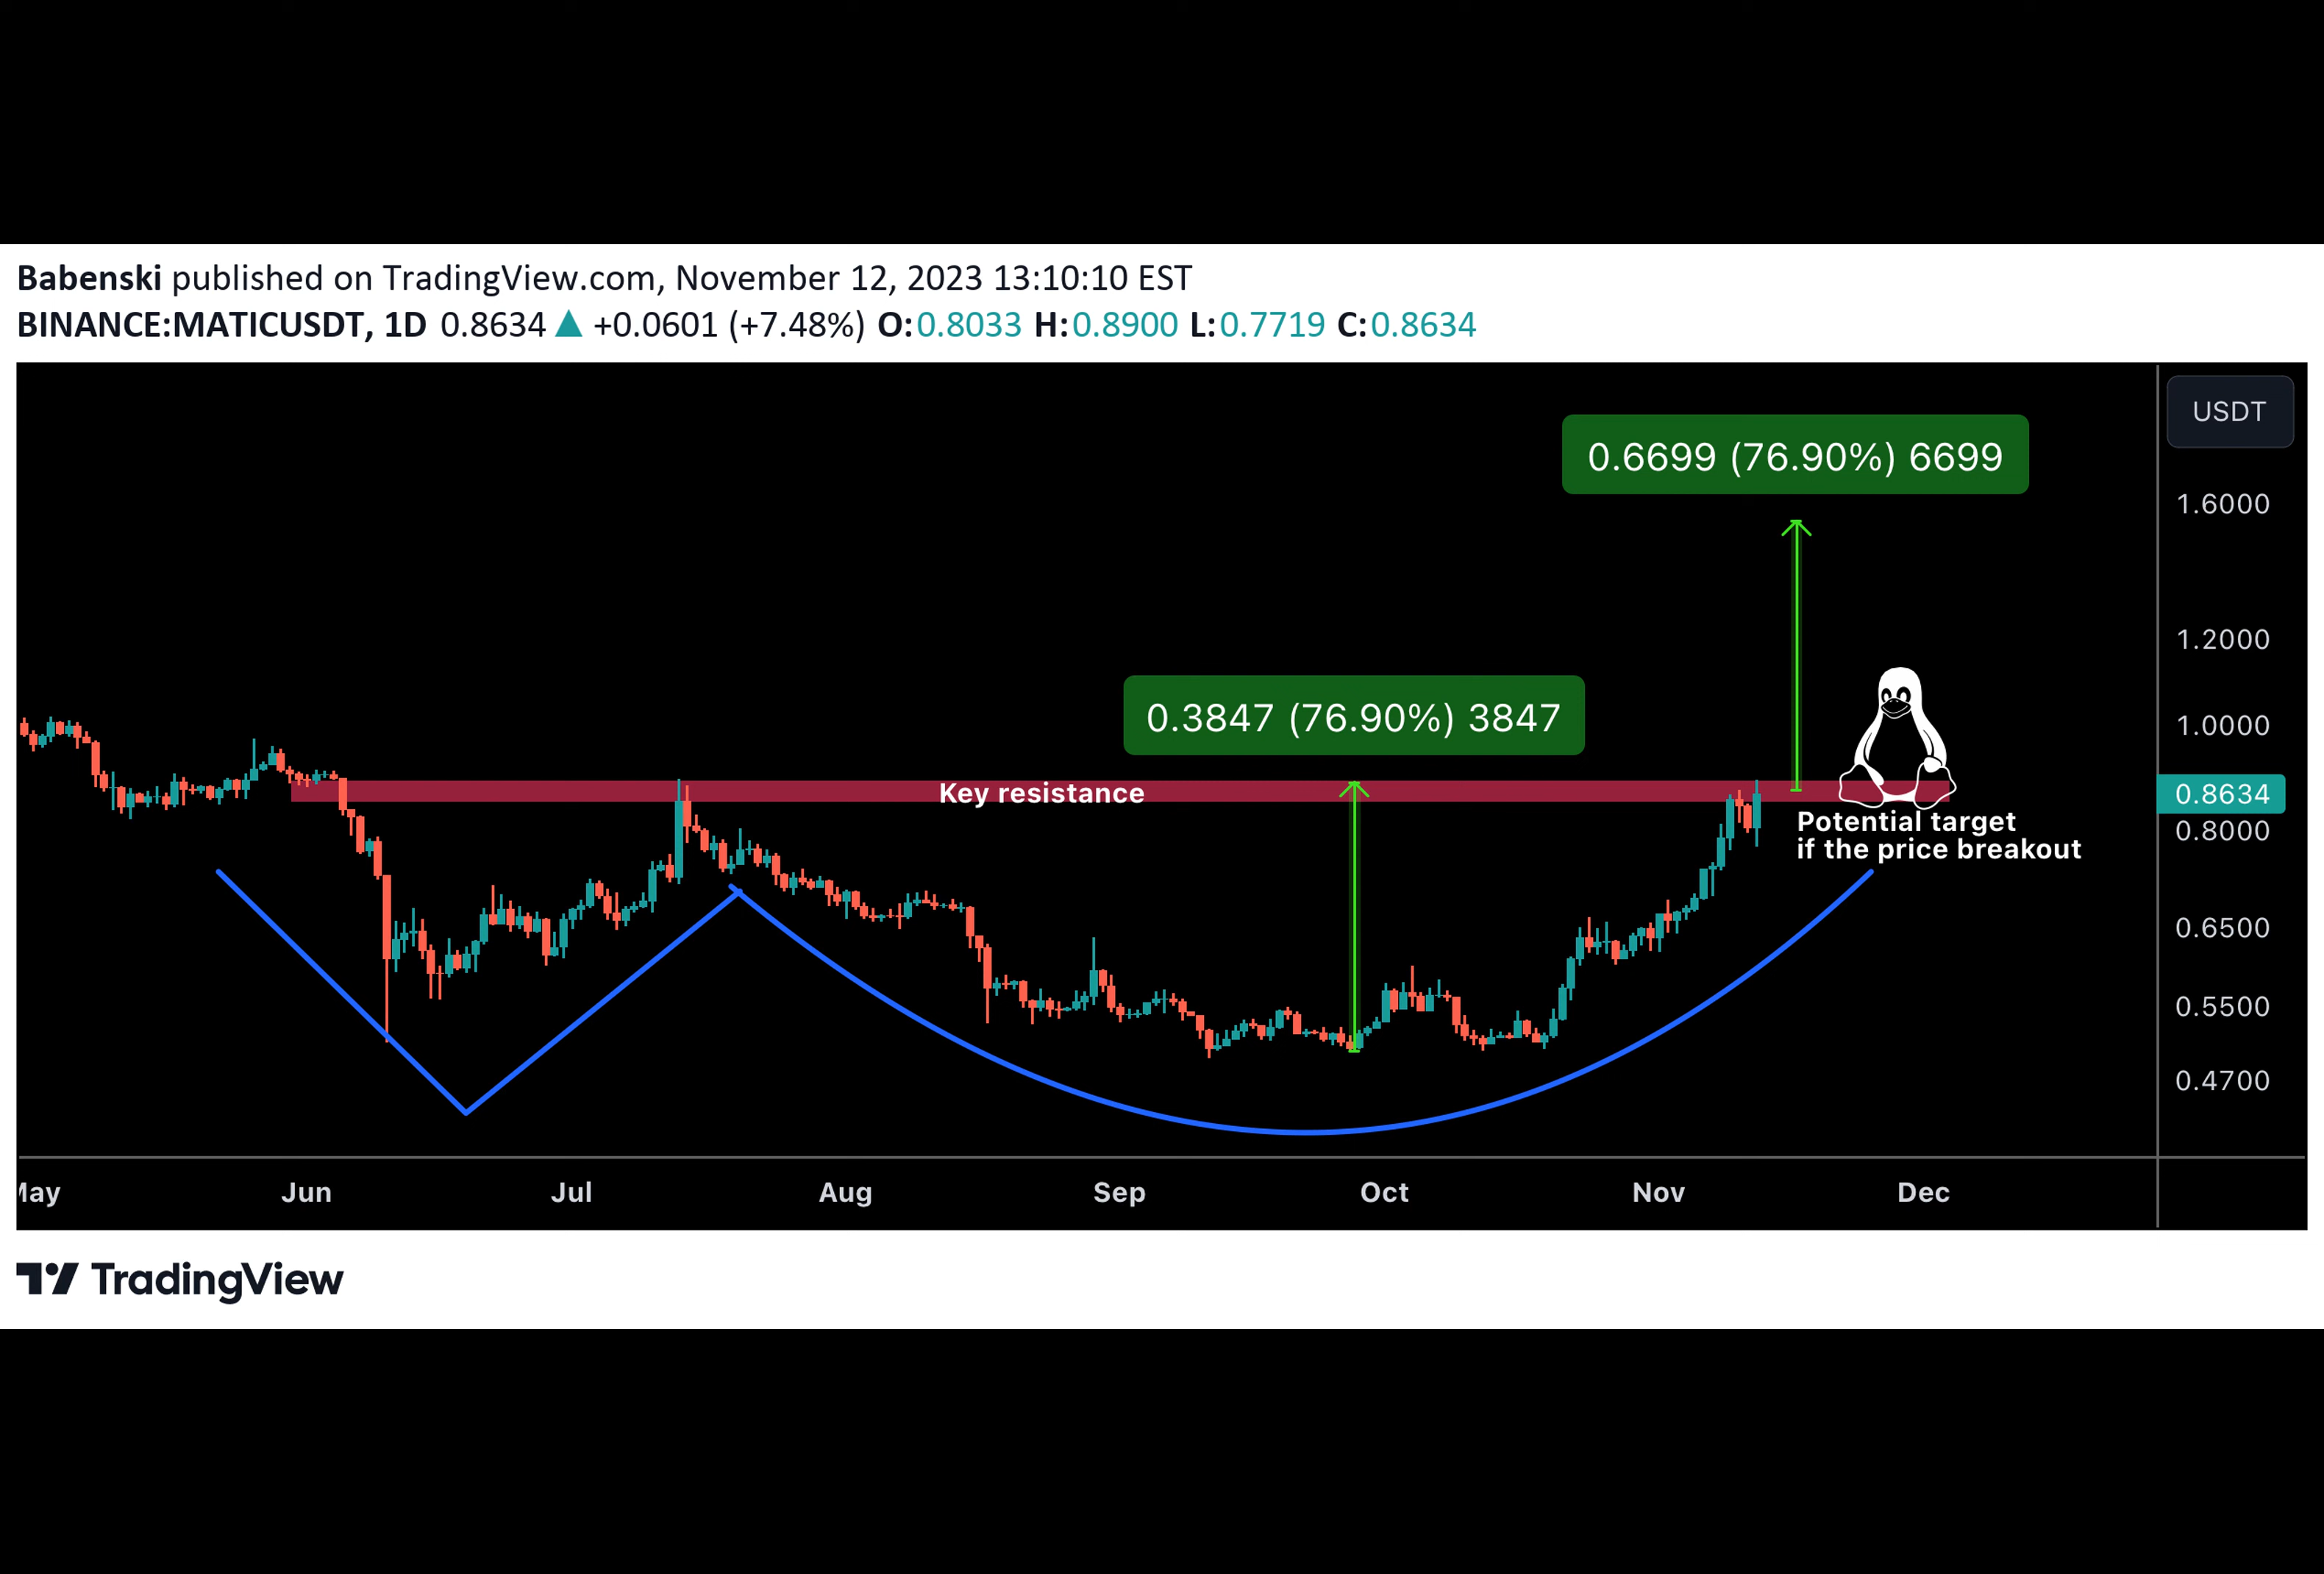 Babenski published on TradingView.com, November 12, 2023 13:10:10 EST
BINANCE:MATICUSDT, 1D 0.8634 ▲ +0.0601 (+7.48%) O:0.8033 H:0.8900 L:0.7719 C:0.8634
USDT
0.6699 (76.90%) 6699
1.6000
1.2000
0.3847 (76.90%) 3847
1.0000
Key resistance
0.8634
Potential target
if the price breakout
0.8000
0.6500
0.5500
0.4700
May Jun Jul Aug Sep Oct Nov Dec
TradingView